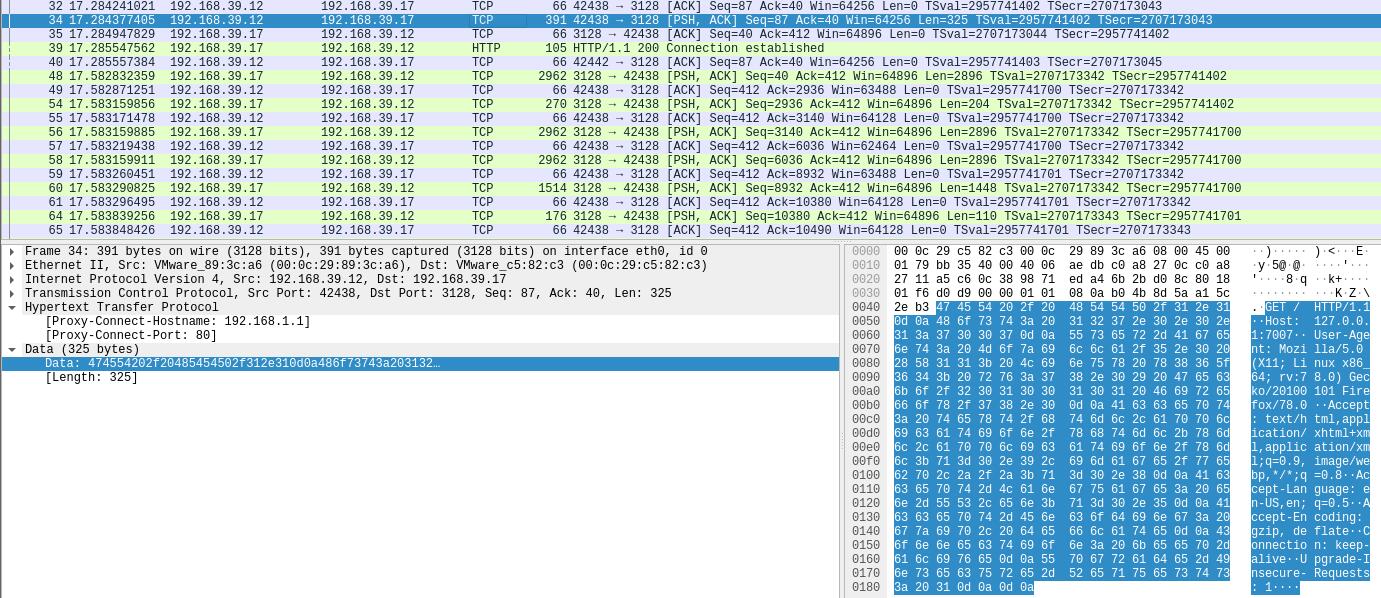 32 17.284241021 192.168.39.12 192.168.39.17 TCP 66 42438 → 3128 [ACK] Seq=87 Ack=40 Win=64256 Len=0 TSval=2957741402 TSecr=2707173043
34 17.284377405 192.168.39.12 192.168.39.17 TCP 391 42438 → 3128 [PSH, ACK] Seq=87 Ack=40 Win=64256 Len=325 TSval=2957741402 TSecr=2707173043
35 17.284947829 192.168.39.17 192.168.39.12 TCP 66 3128 → 42438 [ACK] Seq=40 Ack=412 Win=64896 Len=0 TSval=2707173044 TSecr=2957741402
39 17.285547562 192.168.39.17 192.168.39.12 HTTP 105 HTTP/1.1 200 Connection established
40 17.285557384 192.168.39.12 192.168.39.17 TCP 66 42442 → 3128 [ACK] Seq=87 Ack=40 Win=64256 Len=0 TSval=2957741403 TSecr=2707173045
48 17.582832359 192.168.39.17 192.168.39.12 TCP 2962 3128 → 42438 [PSH, ACK] Seq=40 Ack=412 Win=64896 Len=2896 TSval=2707173342 TSecr=2957741402
49 17.582871251 192.168.39.12 192.168.39.17 TCP 66 42438 → 3128 [ACK] Seq=412 Ack=2936 Win=63488 Len=0 TSval=2957741700 TSecr=2707173342
54 17.583159856 192.168.39.17 192.168.39.12 TCP 270 3128 → 42438 [PSH, ACK] Seq=2936 Ack=412 Win=64896 Len=204 TSval=2707173342 TSecr=2957741402
55 17.583171478 192.168.39.12 192.168.39.17 TCP 66 42438 → 3128 [ACK] Seq=412 Ack=3140 Win=64128 Len=0 TSval=2957741700 TSecr=2707173342
56 17.583159885 192.168.39.17 192.168.39.12 TCP 2962 3128 → 42438 [PSH, ACK] Seq=3140 Ack=412 Win=64896 Len=2896 TSval=2707173342 TSecr=2957741700
57 17.583219438 192.168.39.12 192.168.39.17 TCP 66 42438 → 3128 [ACK] Seq=412 Ack=6036 Win=62464 Len=0 TSval=2957741700 TSecr=2707173342
58 17.583159911 192.168.39.17 192.168.39.12 TCP 2962 3128 → 42438 [PSH, ACK] Seq=6036 Ack=412 Win=64896 Len=2896 TSval=2707173342 TSecr=2957741700
59 17.583260451 192.168.39.12 192.168.39.17 TCP 66 42438 → 3128 [ACK] Seq=412 Ack=8932 Win=63488 Len=0 TSval=2957741701 TSecr=2707173342
60 17.583290825 192.168.39.17 192.168.39.12 TCP 1514 3128 → 42438 [PSH, ACK] Seq=8932 Ack=412 Win=64896 Len=1448 TSval=2707173342 TSecr=2957741700
61 17.583296495 192.168.39.12 192.168.39.17 TCP 66 42438 → 3128 [ACK] Seq=412 Ack=10380 Win=64128 Len=0 TSval=2957741701 TSecr=2707173342
64 17.583839256 192.168.39.17 192.168.39.12 TCP 176 3128 → 42438 [PSH, ACK] Seq=10380 Ack=412 Win=64896 Len=110 TSval=2707173343 TSecr=2957741701
65 17.583848426 192.168.39.12 192.168.39.17 TCP 66 42438 → 3128 [ACK] Seq=412 Ack=10490 Win=64128 Len=0 TSval=2957741701 TSecr=2707173343
Frame 34: 391 bytes on wire (3128 bits), 391 bytes captured (3128 bits) on interface eth0, id 0
Ethernet II, Src: VMware_89:3c:a6 (00:0c:29:89:3c:a6), Dst: VMware_c5:82:c3 (00:0c:29:c5:82:c3)
Internet Protocol Version 4, Src: 192.168.39.12, Dst: 192.168.39.17
Transmission Control Protocol, Src Port: 42438, Dst Port: 3128, Seq: 87, Ack: 40, Len: 325
Hypertext Transfer Protocol
[Proxy-Connect-Hostname: 192.168.1.1]
[Proxy-Connect-Port: 80]
Data (325 bytes)
Data: 474554202f20485454502f312e310d0a486f73743a203132…
[Length: 325]
0000 00 0c 29 c5 82 c3 00 0c 29 89 3c a6 08 00 45 00 ··)····· )·<···E·
0010 01 79 bb 35 40 00 40 06 ae db c0 a8 27 0c c0 a8 ·y·5@·@· ····'···
0020 27 11 a5 c6 0c 38 98 71 ed a4 6b 2b d0 8c 80 18 '····8·q ··k+····
0030 01 f6 d0 d9 00 00 01 01 08 0a b0 4b 8d 5a a1 5c ········ ···K·Z·\
0040 2e b3 47 45 54 20 2f 20 48 54 54 50 2f 31 2e 31 .·GET / HTTP/1.1
0050 0d 0a 48 6f 73 74 3a 20 31 32 37 2e 30 2e 30 2e ··Host: 127.0.0.
0060 31 3a 37 30 30 37 0d 0a 55 73 65 72 2d 41 67 65 1:7007·· User-Age
0070 6e 74 3a 20 4d 6f 7a 69 6c 6c 61 2f 35 2e 30 20 nt: Mozi lla/5.0
0080 28 58 31 31 3b 20 4c 69 6e 75 78 20 78 38 36 5f (X11; Li nux x86_
0090 36 34 3b 20 72 76 3a 37 38 2e 30 29 20 47 65 63 64; rv:7 8.0) Gec
00a0 6b 6f 2f 32 30 31 30 30 31 30 31 20 46 69 72 65 ko/20100 101 Fire
00b0 66 6f 78 2f 37 38 2e 30 0d 0a 41 63 63 65 70 74 fox/78.0 ··Accept
00c0 3a 20 74 65 78 74 2f 68 74 6d 6c 2c 61 70 70 6c : text/h tml,appl
00d0 69 63 61 74 69 6f 6e 2f 78 68 74 6d 6c 2b 78 6d ication/ xhtml+xm
00e0 6c 2c 61 70 70 6c 69 63 61 74 69 6f 6e 2f 78 6d l,applic ation/xm
00f0 6c 3b 71 3d 30 2e 39 2c 69 6d 61 67 65 2f 77 65 l;q=0.9, image/we
0100 62 70 2c 2a 2f 2a 3b 71 3d 30 2e 38 0d 0a 41 63 bp,*/*;q =0.8··Ac
0110 63 65 70 74 2d 4c 61 6e 67 75 61 67 65 3a 20 65 cept-Lan guage: e
0120 6e 2d 55 53 2c 65 6e 3b 71 3d 30 2e 35 0d 0a 41 n-US,en; q=0.5··A
0130 63 63 65 70 74 2d 45 6e 63 6f 64 69 6e 67 3a 20 ccept-En coding:
0140 67 7a 69 70 2c 20 64 65 66 6c 61 74 65 0d 0a 43 gzip, de flate··C
0150 6f 6e 6e 65 63 74 69 6f 6e 3a 20 6b 65 65 70 2d onnectio n: keep-
0160 61 6c 69 76 65 0d 0a 55 70 67 72 61 64 65 2d 49 alive··U pgrade-I
0170 6e 73 65 63 75 72 65 2d 52 65 71 75 65 73 74 73 nsecure- Requests
0180 3a 20 31 0d 0a 0d 0a : 1····